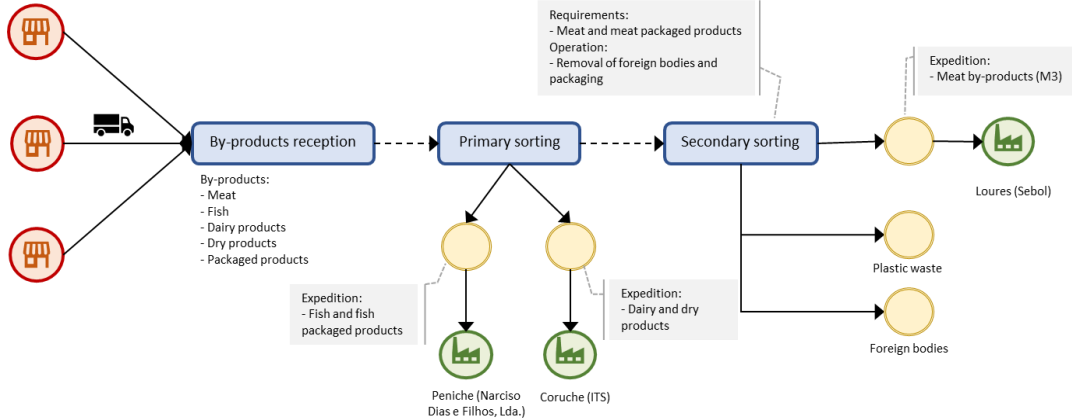 Requirements:
- Meat and meat packaged products
Operation:
- Removal of foreign bodies and
packaging
Expedition:
- Meat by-products (M3)
By-products reception
Primary sorting
Secondary sorting
Loures (Sebol)
By-products:
- Meat
- Fish
- Dairy products
- Dry products
- Packaged products
Plastic waste
Expedition:
- Fish and fish
packaged products
Expedition:
- Dairy and dry
products
Foreign bodies
Peniche (Narciso
Dias e Filhos, Lda.)
Coruche (ITS)